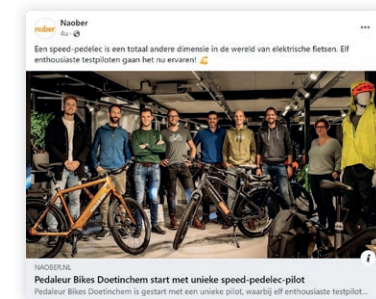 naober
Naober
4u ·
Een speed-pedelec is een totaal andere dimensie in de wereld van elektrische fietsen. Elf
enthousiaste testpiloten gaan het nu ervaren! 💪
NAOBER.NL
Pedaleur Bikes Doetinchem start met unieke speed-pedelec-pilot
Pedaleur Bikes Doetinchem is gestart met een unieke pilot, waarbij elf enthousiaste testpilot...